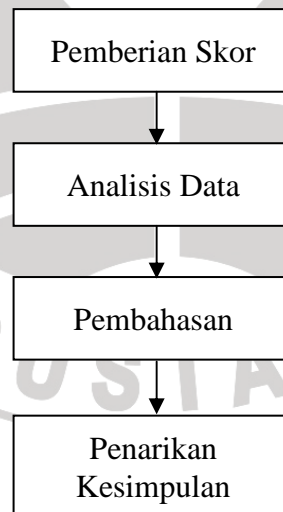 Pemberian Skor
Analisis Data
Pembahasan
Penarikan
Kesimpulan